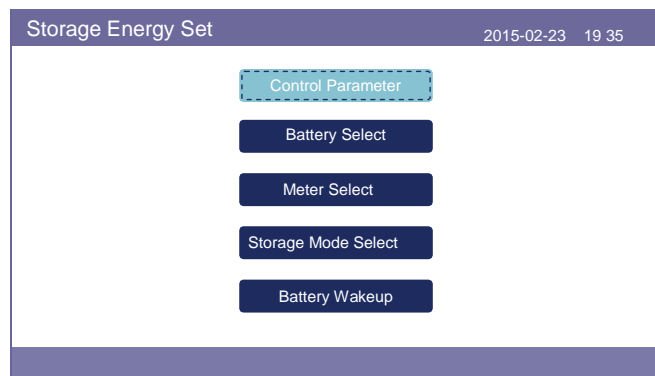 Storage Energy Set
2015-02-23 19 35
Control Parameter
Battery Select
Meter Select
Storage Mode Select
Battery Wakeup